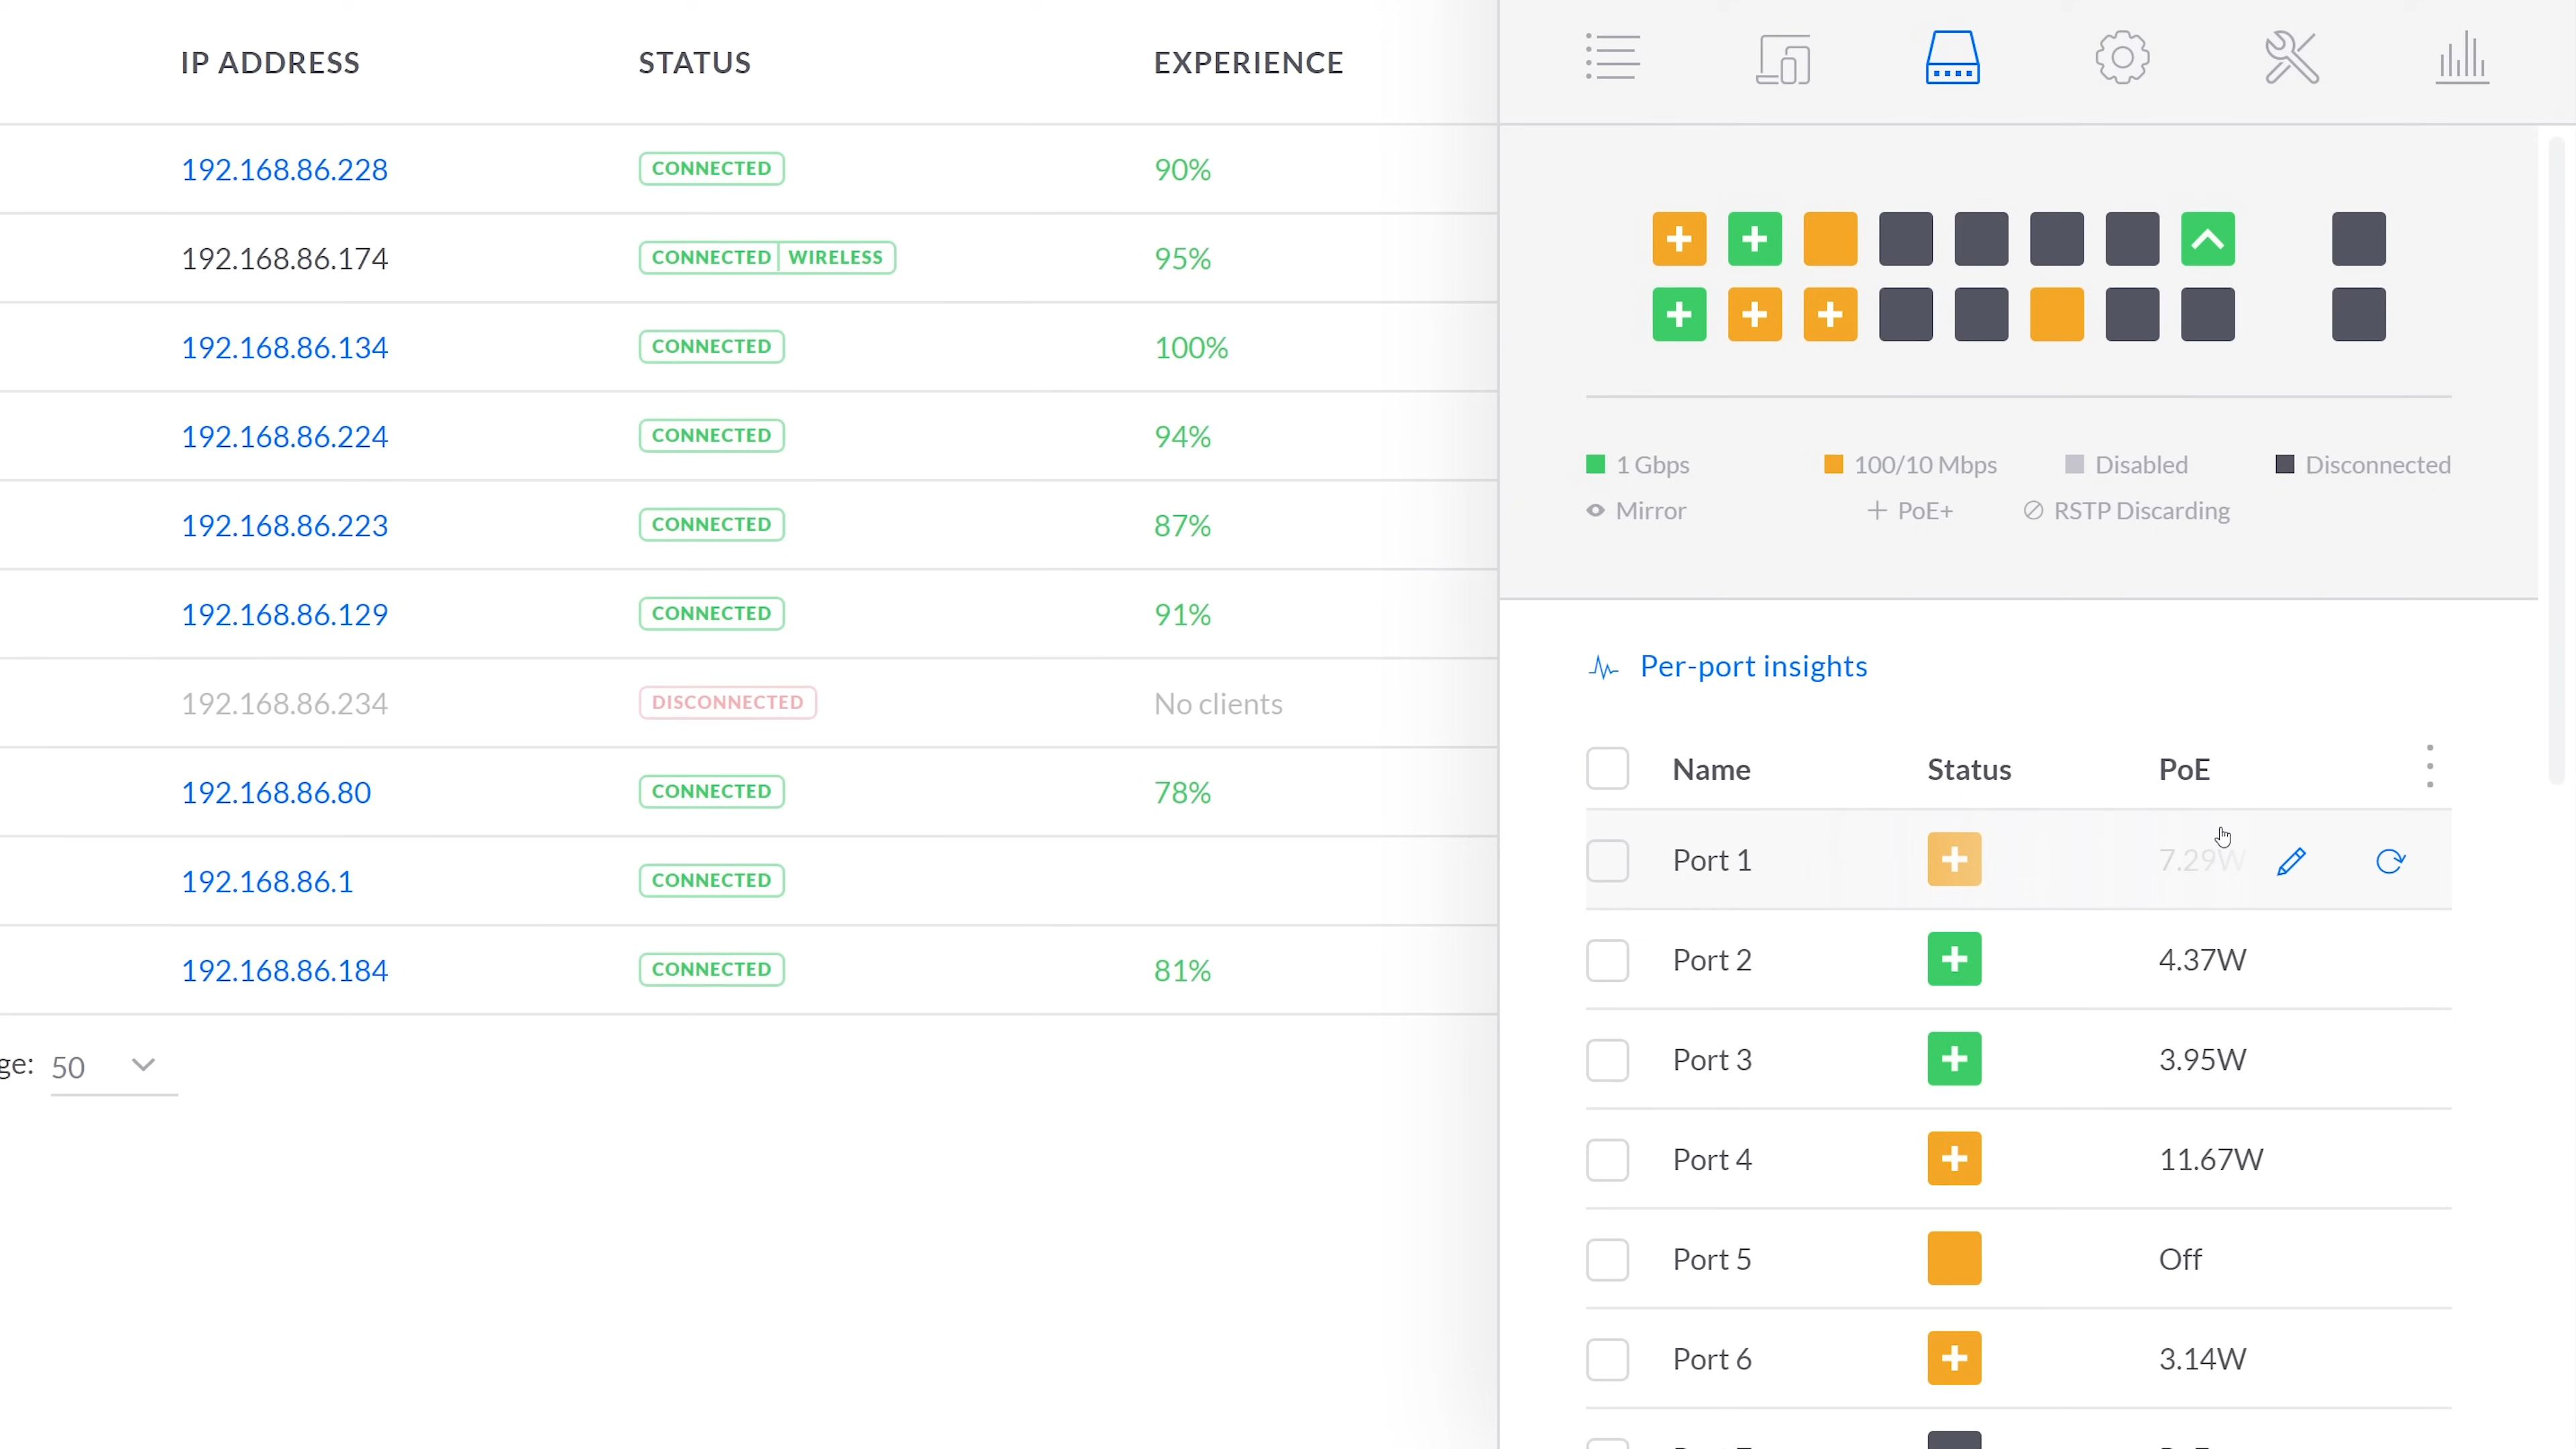 IP ADDRESS STATUS EXPERIENCE
192.168.86.228 CONNECTED 90%
192.168.86.174 CONNECTED WIRELESS 95%
192.168.86.134 CONNECTED 100%
192.168.86.224 CONNECTED 94%
192.168.86.223 CONNECTED 87%
192.168.86.129 CONNECTED 91%
192.168.86.234 DISCONNECTED No clients
192.168.86.80 CONNECTED 78%
192.168.86.1 CONNECTED
192.168.86.184 CONNECTED 81%
ge: 50
1 Gbps 100/10 Mbps Disabled Disconnected
Mirror PoE+ RSTP Discarding
Per-port insights
Name Status PoE
Port 1 7.29W
Port 2 4.37W
Port 3 3.95W
Port 4 11.67W
Port 5 Off
Port 6 3.14W